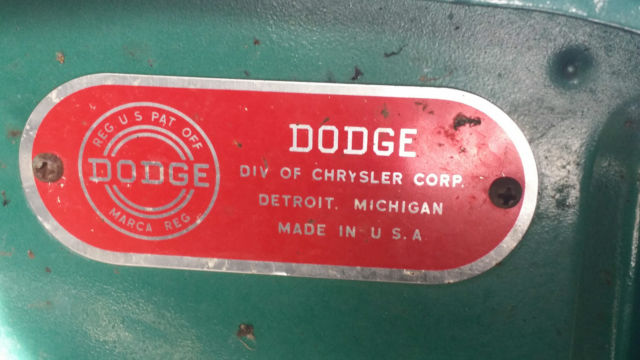 REG. U S PAT OFF
DODGE
MARCA REG.
DODGE
DIV OF CHRYSLER CORP.
DETROIT, MICHIGAN
MADE IN U S.A